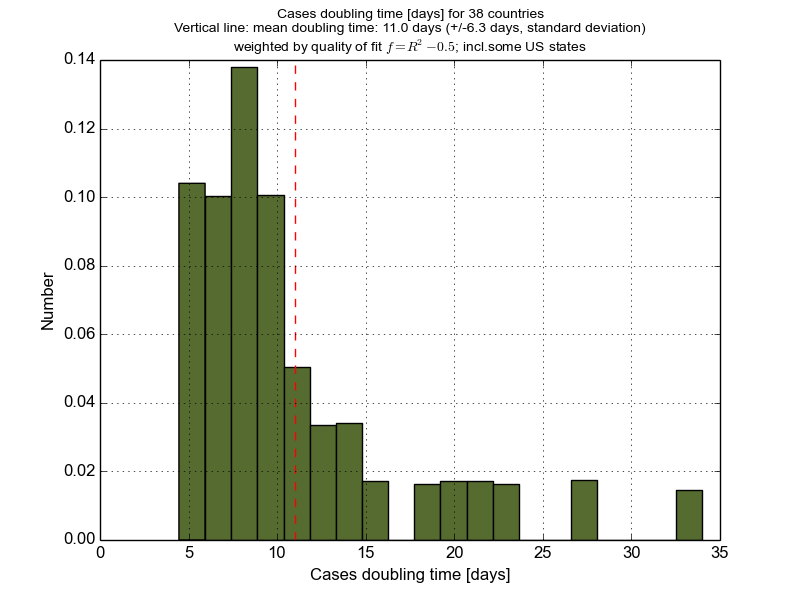 Cases doubling time [days] for 38 countries
Vertical line: mean doubling time: 11.0 days (+/-6.3 days, standard deviation)
weighted by quality of fit f=R² −0.5; incl.some US states
0.14
0.12
0.10
0.08
0.06
0.04
0.02
0.00
Number
0 5 10 15 20 25 30 35
Cases doubling time [days]